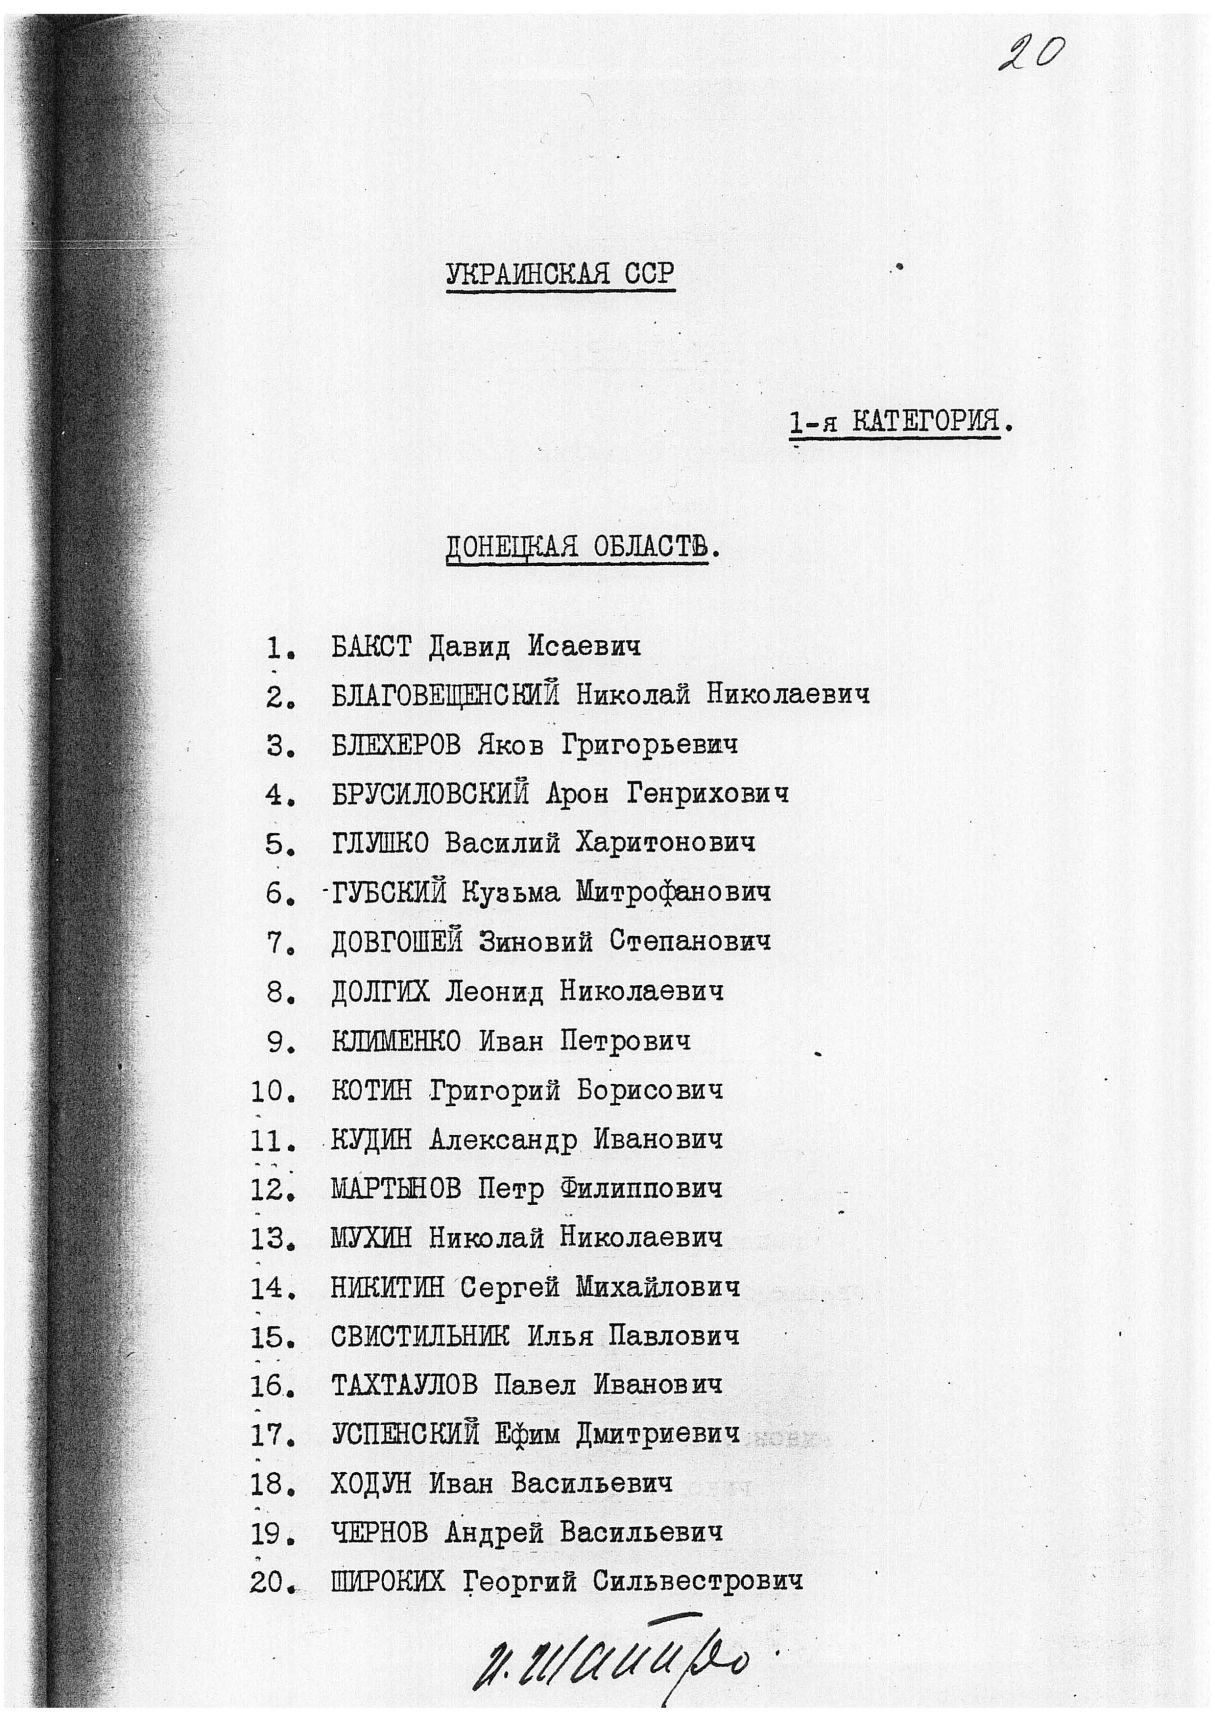 20
УКРАИНСКАЯ ССР
1-я КАТЕГОРИЯ.
ДОНЕЦКАЯ ОБЛАСТЬ.
1. БАКСТ Давид Исаевич
2. БЛАГОВЕЩЕНСКИЙ Николай Николаевич
3. БЛЕХЕРОВ Яков Григорьевич
4. БРУСИЛОВСКИЙ Арон Генрихович
5. ГЛУШКО Василий Харитонович
6. ГУБСКИЙ Кузьма Митрофанович
7. ДОВГОШЕЙ Зиновий Степанович
8. ДОЛГИХ Леонид Николаевич
9. КЛИМЕНКО Иван Петрович
10. КОТИН Григорий Борисович
11. КУДИН Александр Иванович
12. МАРТЫНОВ Петр Филиппович
13. МУХИН Николай Николаевич
14. НИКИТИН Сергей Михайлович
15. СВИСТИЛЬНИК Илья Павлович
16. ТАХТАУЛОВ Павел Иванович
17. УСПЕНСКИЙ Ефим Дмитриевич
18. ХОДУН Иван Васильевич
19. ЧЕРНОВ Андрей Васильевич
20. ШИРОКИХ Георгий Сильвестрович
И. Шапиро